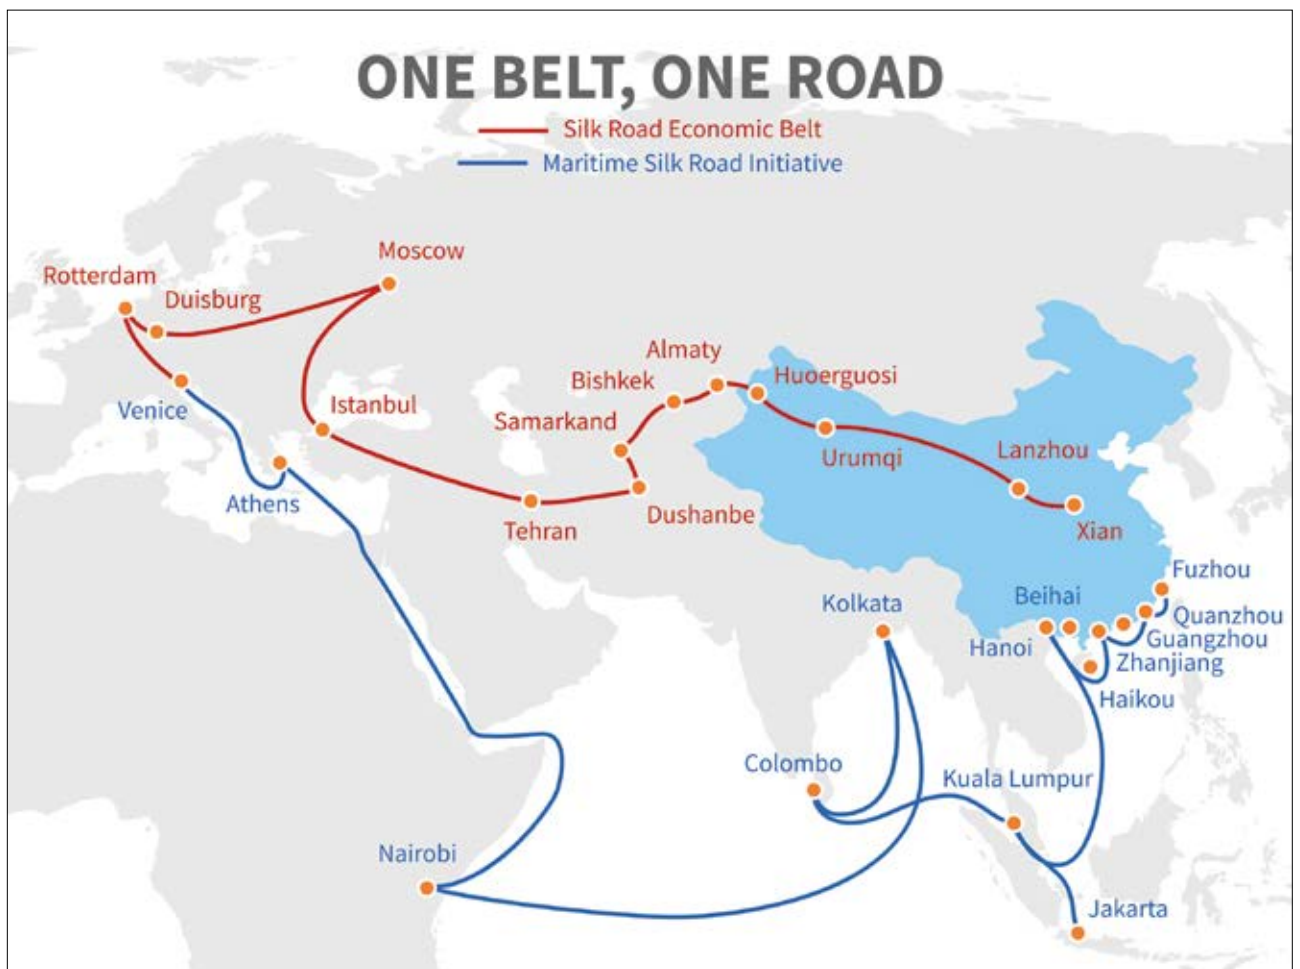 ONE BELT, ONE ROAD
Silk Road Economic Belt
Maritime Silk Road Initiative
Moscow
Rotterdam
Duisburg
Almaty
Bishkek
Huoerguosi
Venice
Istanbul
Samarkand
Urumqi
Lanzhou
Athens
Tehran
Dushanbe
Xian
Fuzhou
Kolkata
Beihai
Quanzhou
Hanoi
Guangzhou
Zhanjiang
Haikou
Colombo
Kuala Lumpur
Nairobi
Jakarta